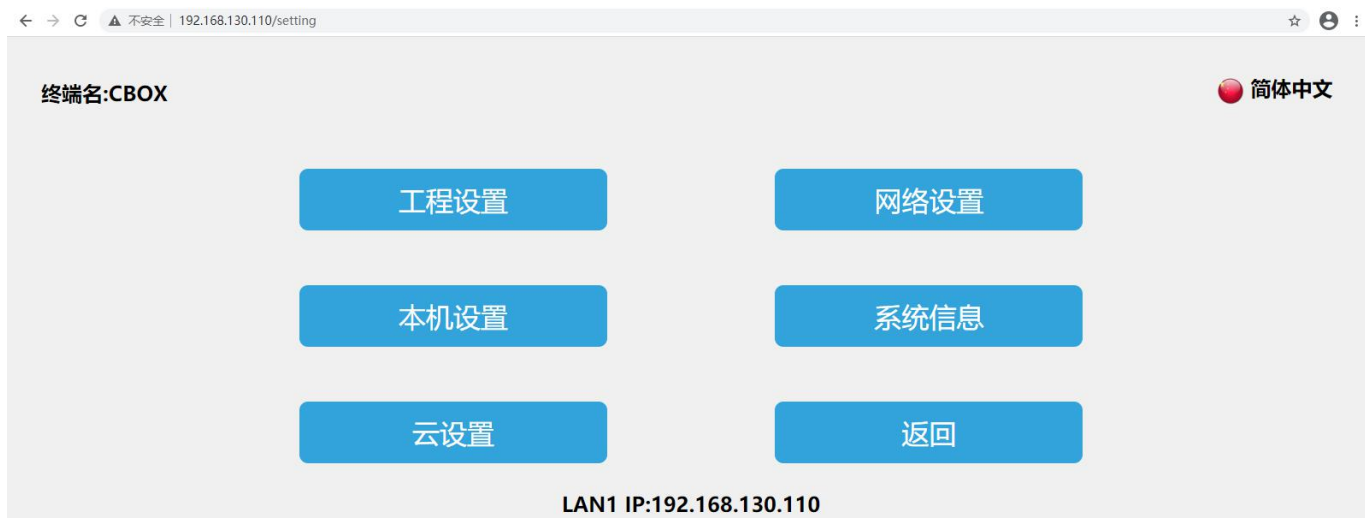 不安全 | 192.168.130.110/setting
终端名:CBOX
简体中文
工程设置
网络设置
本机设置
系统信息
云设置
返回
LAN1 IP:192.168.130.110